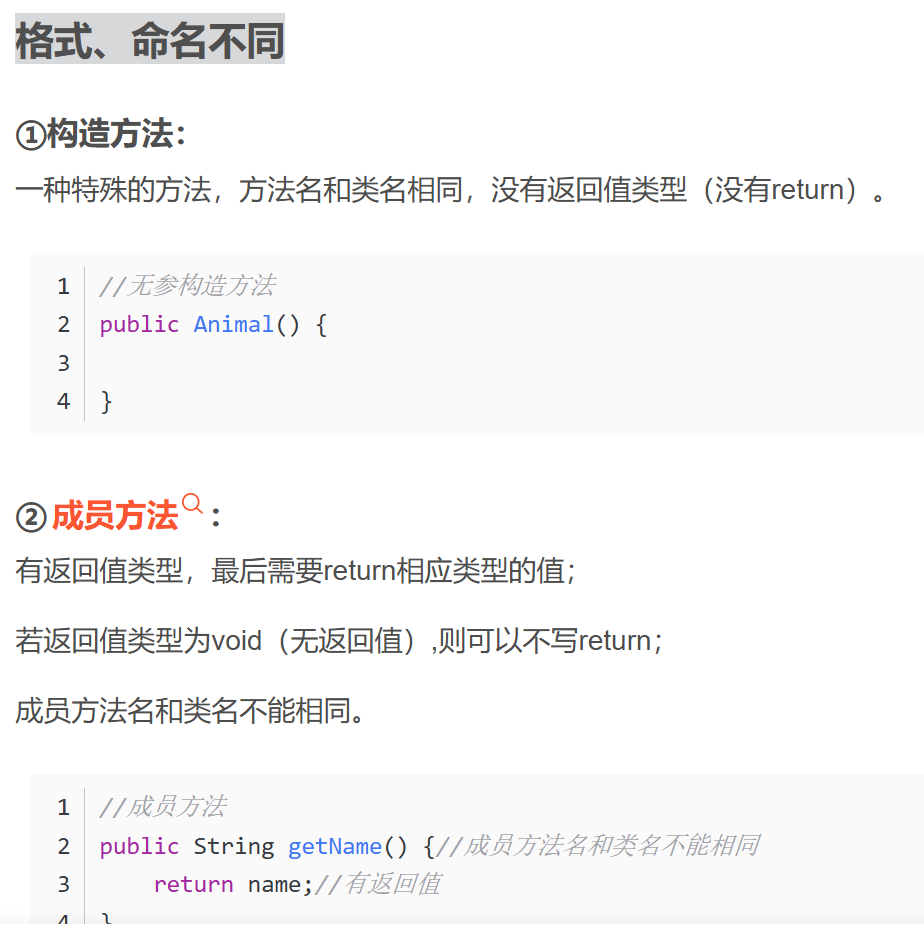 格式、命名不同
①构造方法：
一种特殊的方法，方法名和类名相同，没有返回值类型（没有return）。
1 //无参构造方法
2 public Animal() {
3
4 }
②成员方法：
有返回值类型，最后需要return相应类型的值；
若返回值类型为void（无返回值）,则可以不写return；
成员方法名和类名不能相同。
1 //成员方法
2 public String getName() {//成员方法名和类名不能相同
3     return name;//有返回值
4 }